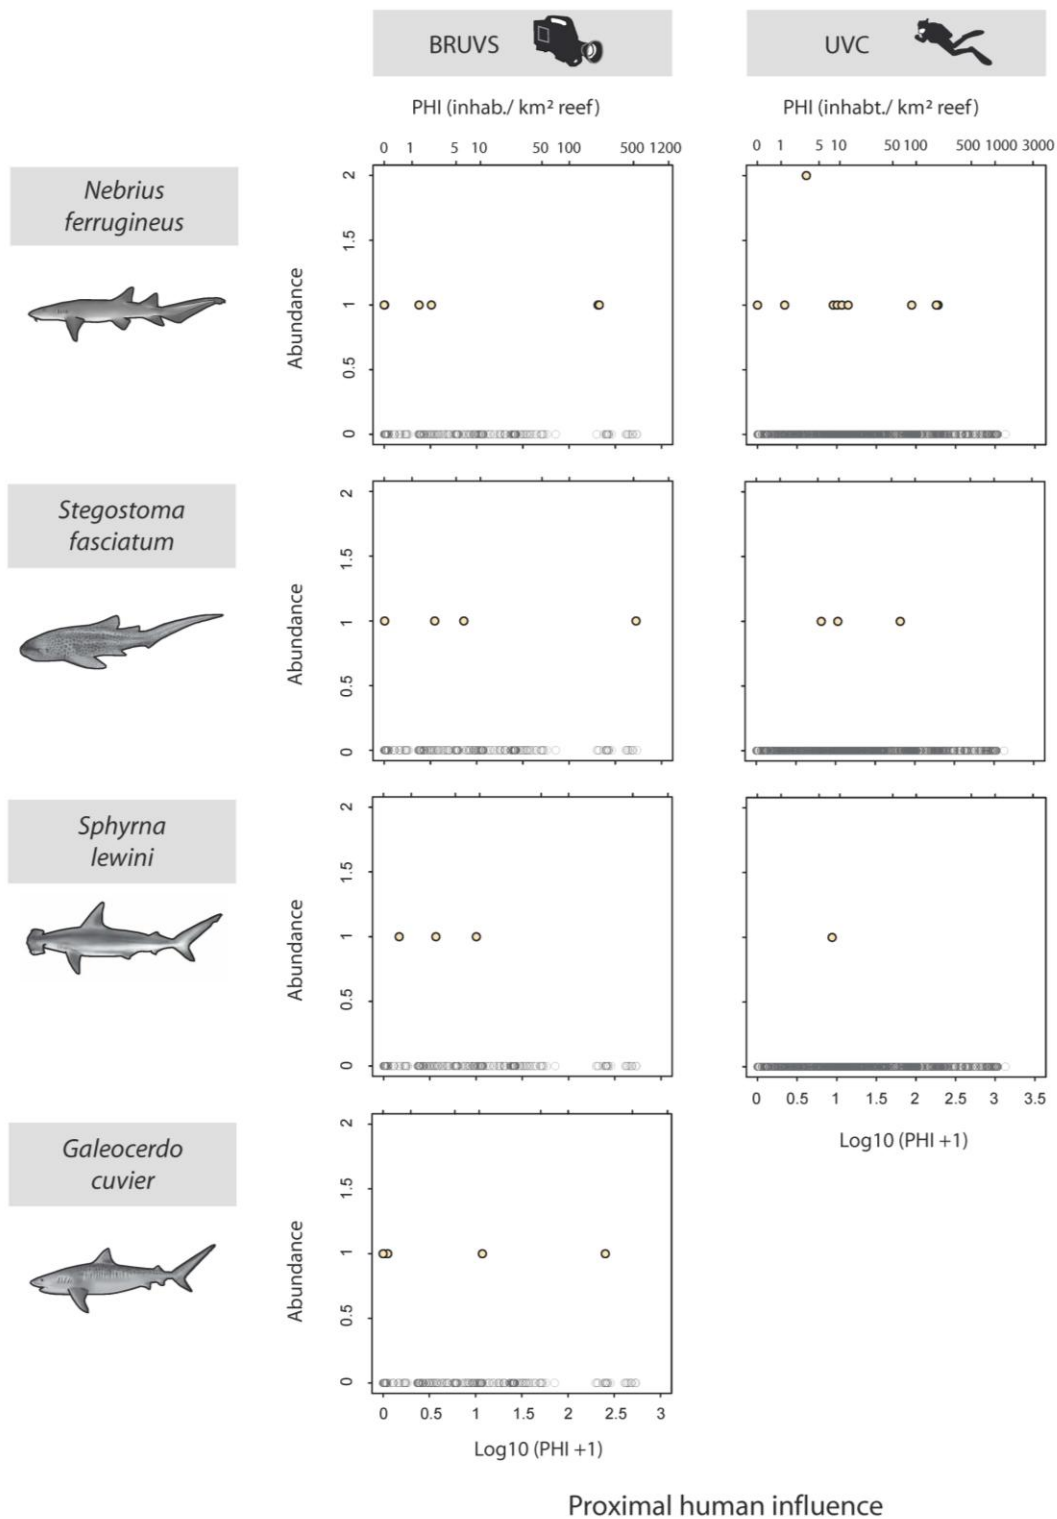 BRUVS
UVC
PHI (inhab./ km² reef)
PHI (inhabt./ km² reef)
0 1 5 10 50 100 500 1200
0 1 5 10 50 100 500 1000 3000
Nebrius
ferrugineus
Abundance
2
1.5
1
0.5
0
Stegostoma
fasciatum
Abundance
2
1.5
1
0.5
0
Sphyrna
lewini
Abundance
2
1.5
1
0.5
0
0 0.5 1 1.5 2 2.5 3 3.5
Log10 (PHI +1)
Galeocerdo
cuvier
Abundance
2
1.5
1
0.5
0
0 0.5 1 1.5 2 2.5 3
Log10 (PHI +1)
Proximal human influence